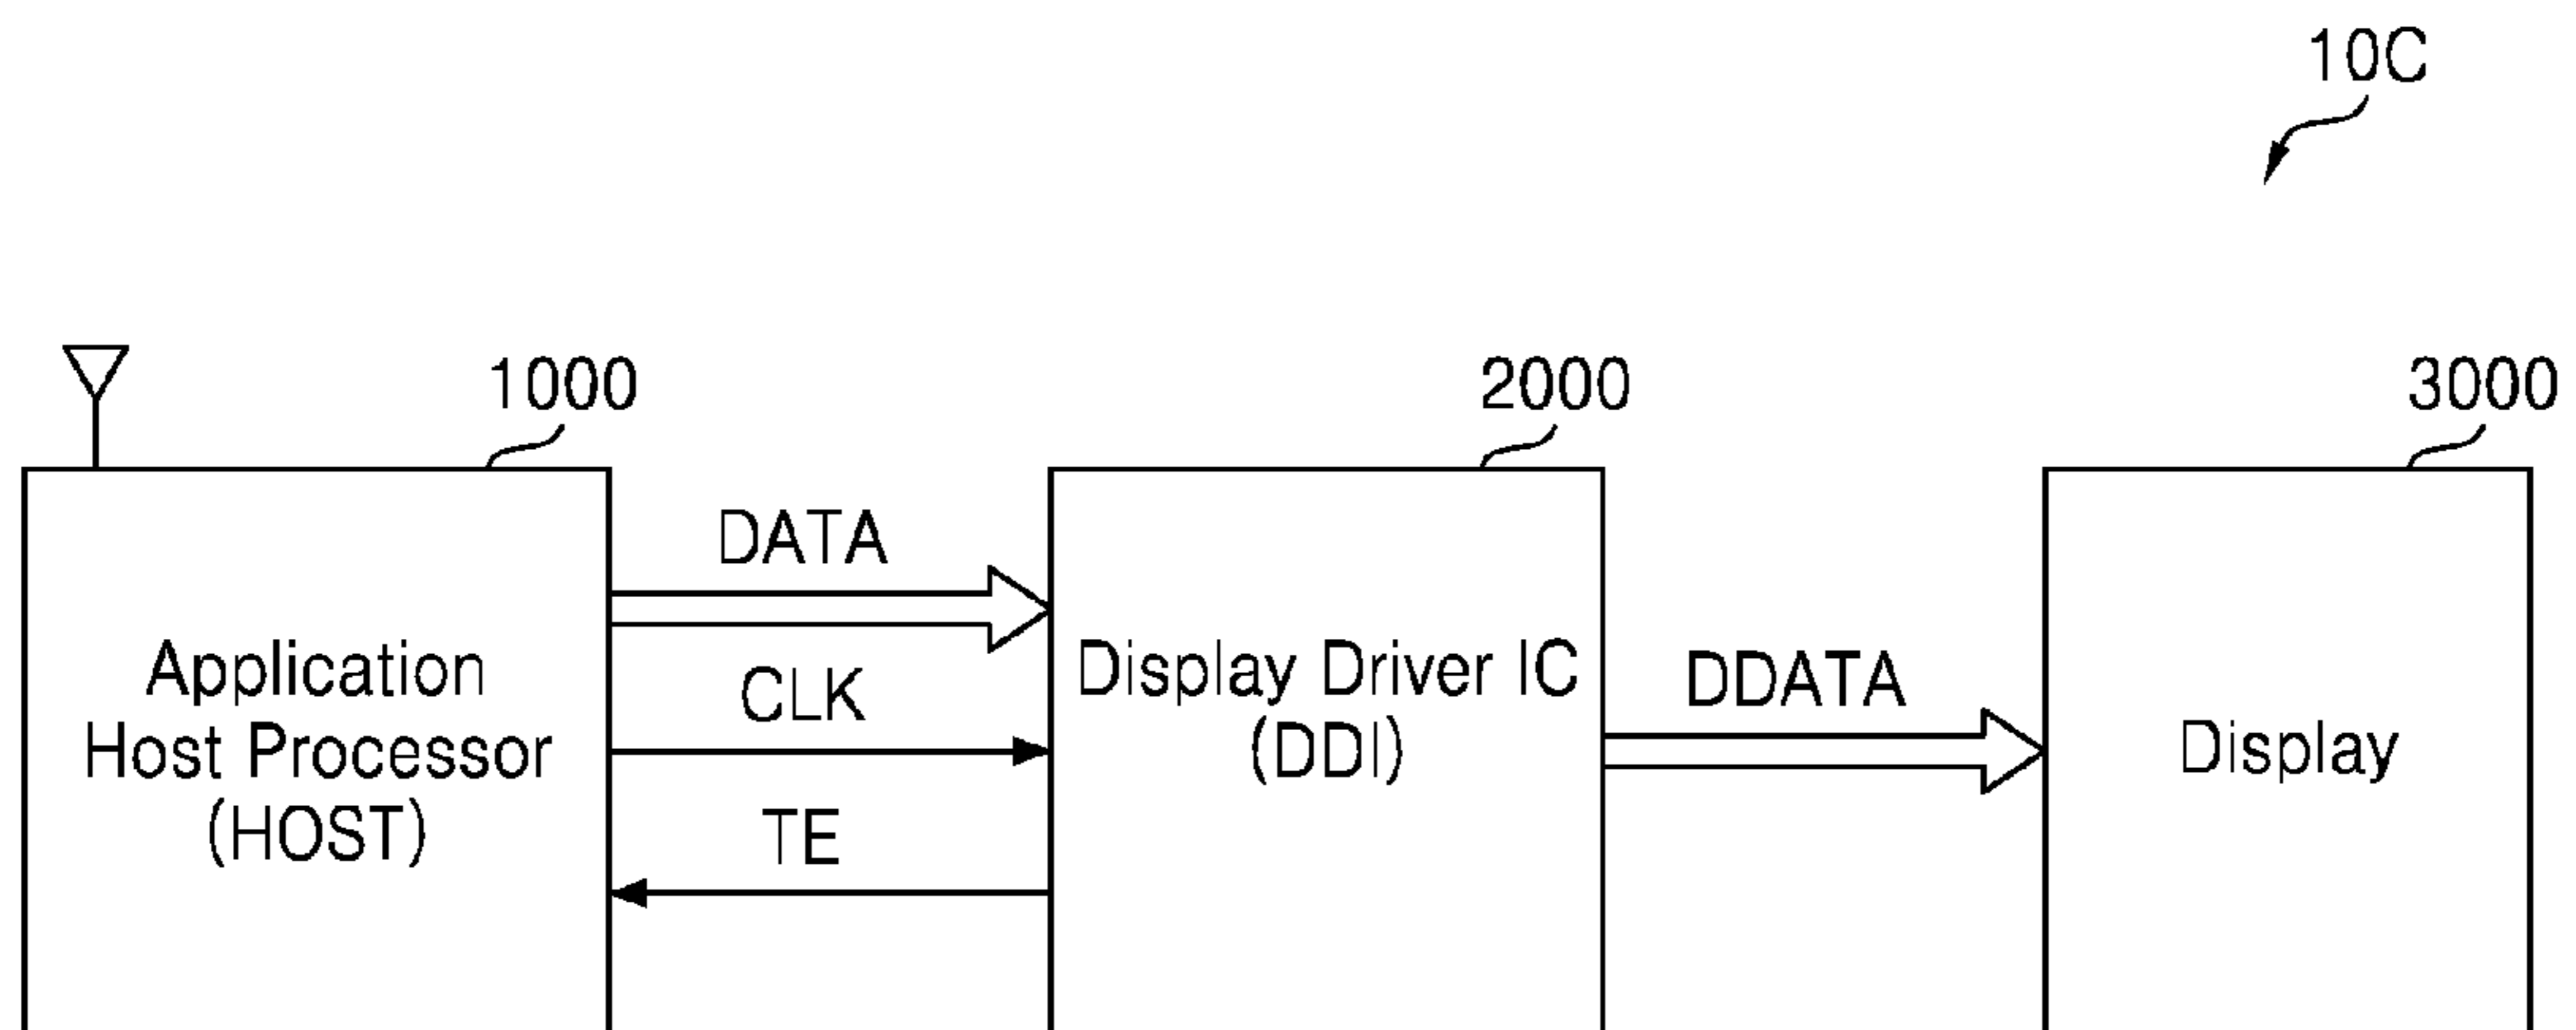 10C
1000
2000
3000
DATA
CLK
TE
Application
Host Processor
(HOST)
Display Driver IC
(DDI)
DDATA
Display